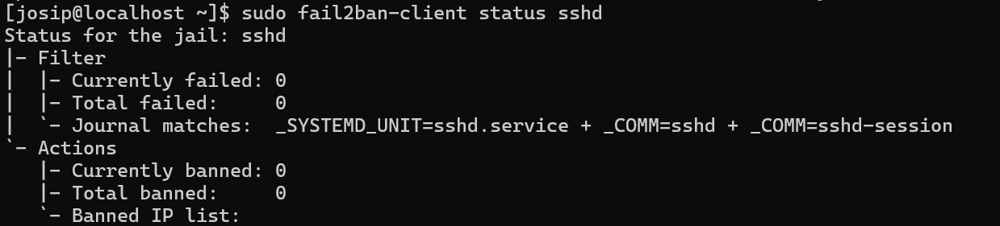 [josip@localhost ~]$ sudo fail2ban-client status sshd
Status for the jail: sshd
|- Filter
|  |- Currently failed: 0
|  |- Total failed:     0
|  `- Journal matches:  _SYSTEMD_UNIT=sshd.service + _COMM=sshd + _COMM=sshd-session
`- Actions
   |- Currently banned: 0
   |- Total banned:     0
   `- Banned IP list: